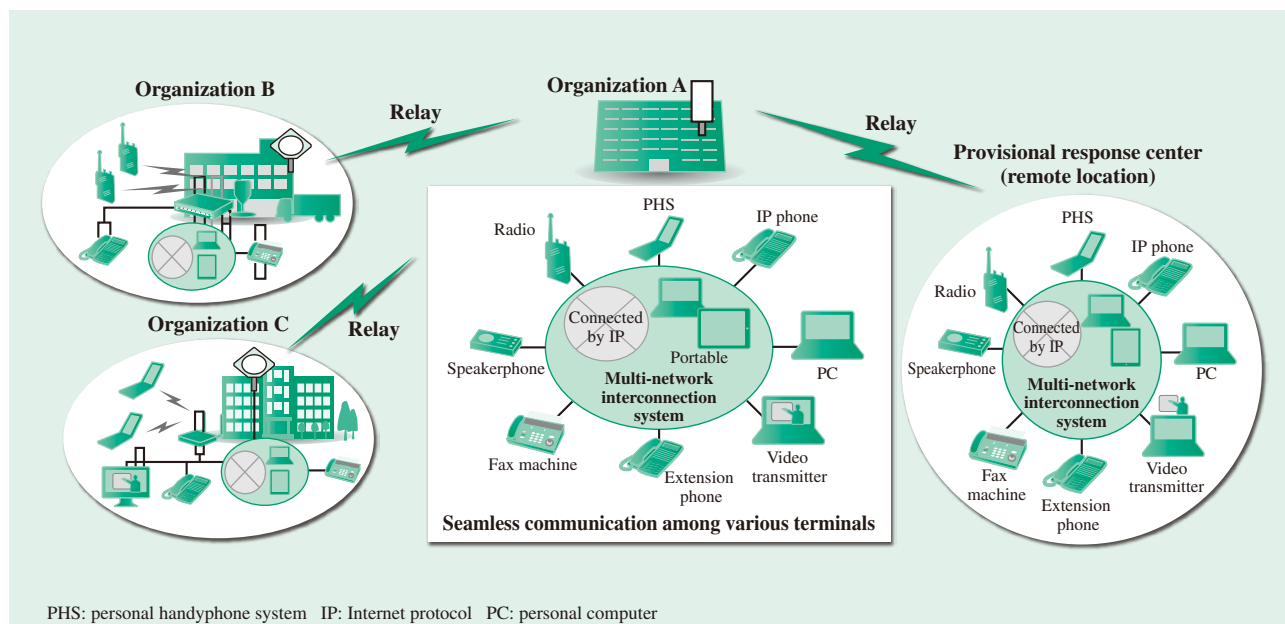 Organization B
Relay
Organization A
Relay
Provisional response center
(remote location)
Organization C
Relay
PHS
IP phone
Radio
Connected
by IP
Portable
Speakerphone
PC
Multi-network
interconnection
system
Fax machine
Extension
phone
Video
transmitter
Seamless communication among various terminals
PHS
IP phone
Radio
Connected
by IP
Speakerphone
PC
Multi-network
interconnection
system
Fax
machine
Extension
phone
Video
transmitter
PHS: personal handyphone system IP: Internet protocol PC: personal computer